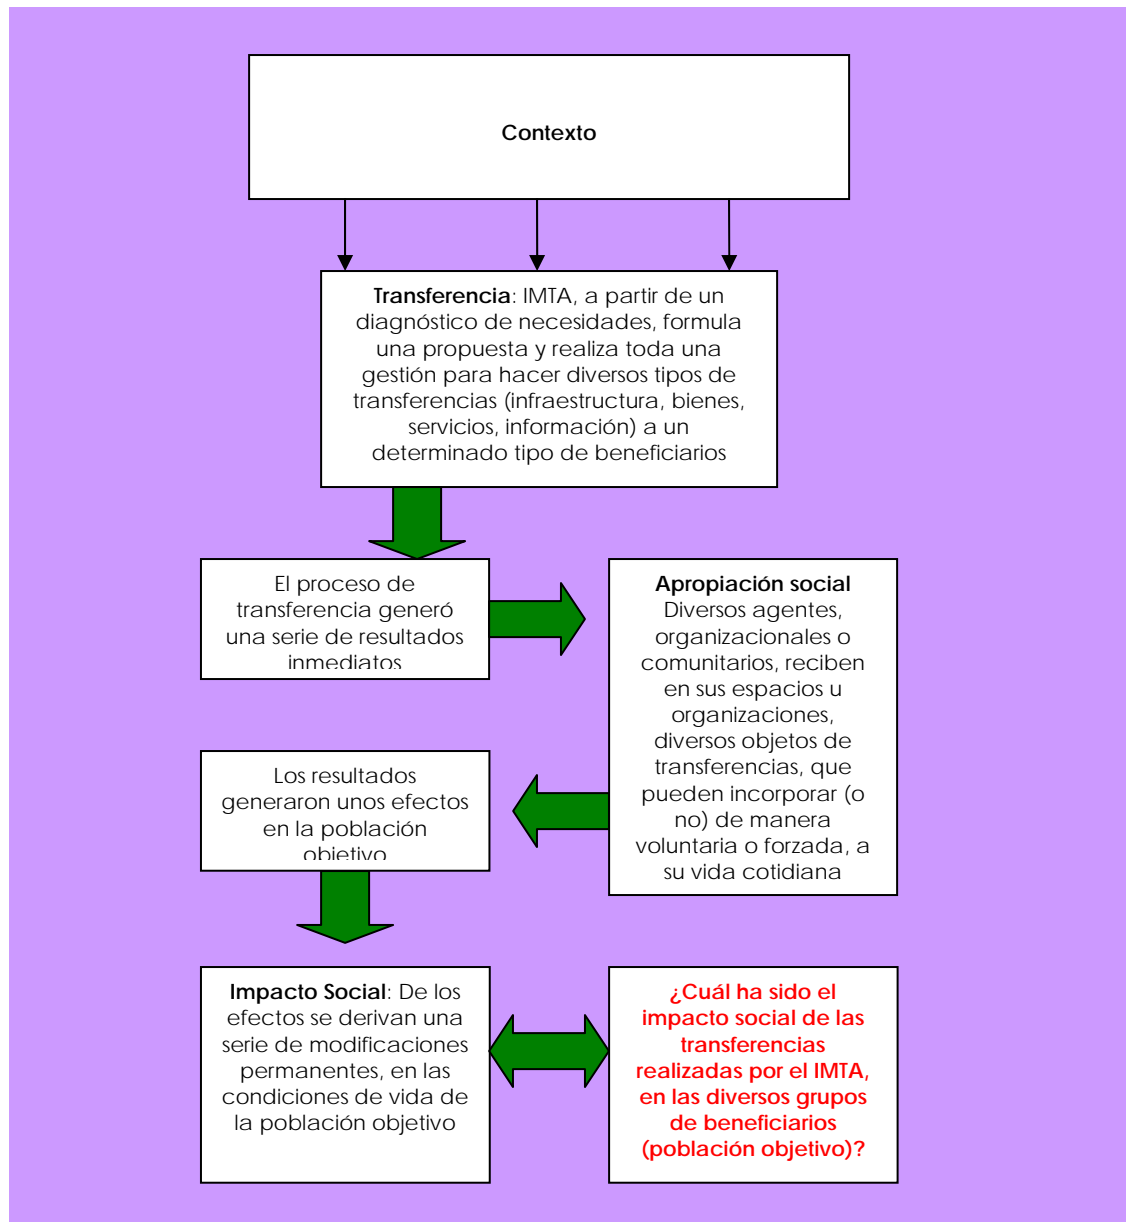 Contexto
Transferencia: IMTA, a partir de un
diagnóstico de necesidades, formula
una propuesta y realiza toda una
gestión para hacer diversos tipos de
transferencias (infraestructura, bienes,
servicios, información) a un
determinado tipo de beneficiarios
El proceso de
transferencia generó
una serie de resultados
inmediatos
Apropiación social
Diversos agentes,
organizacionales o
comunitarios, reciben
en sus espacios u
organizaciones,
diversos objetos de
transferencias, que
pueden incorporar (o
no) de manera
voluntaria o forzada, a
su vida cotidiana
Los resultados
generaron unos efectos
en la población
objetivo
Impacto Social: De los
efectos se derivan una
serie de modificaciones
permanentes, en las
condiciones de vida de
la población objetivo
¿Cuál ha sido el
impacto social de las
transferencias
realizadas por el IMTA,
en las diversos grupos
de beneficiarios
(población objetivo)?